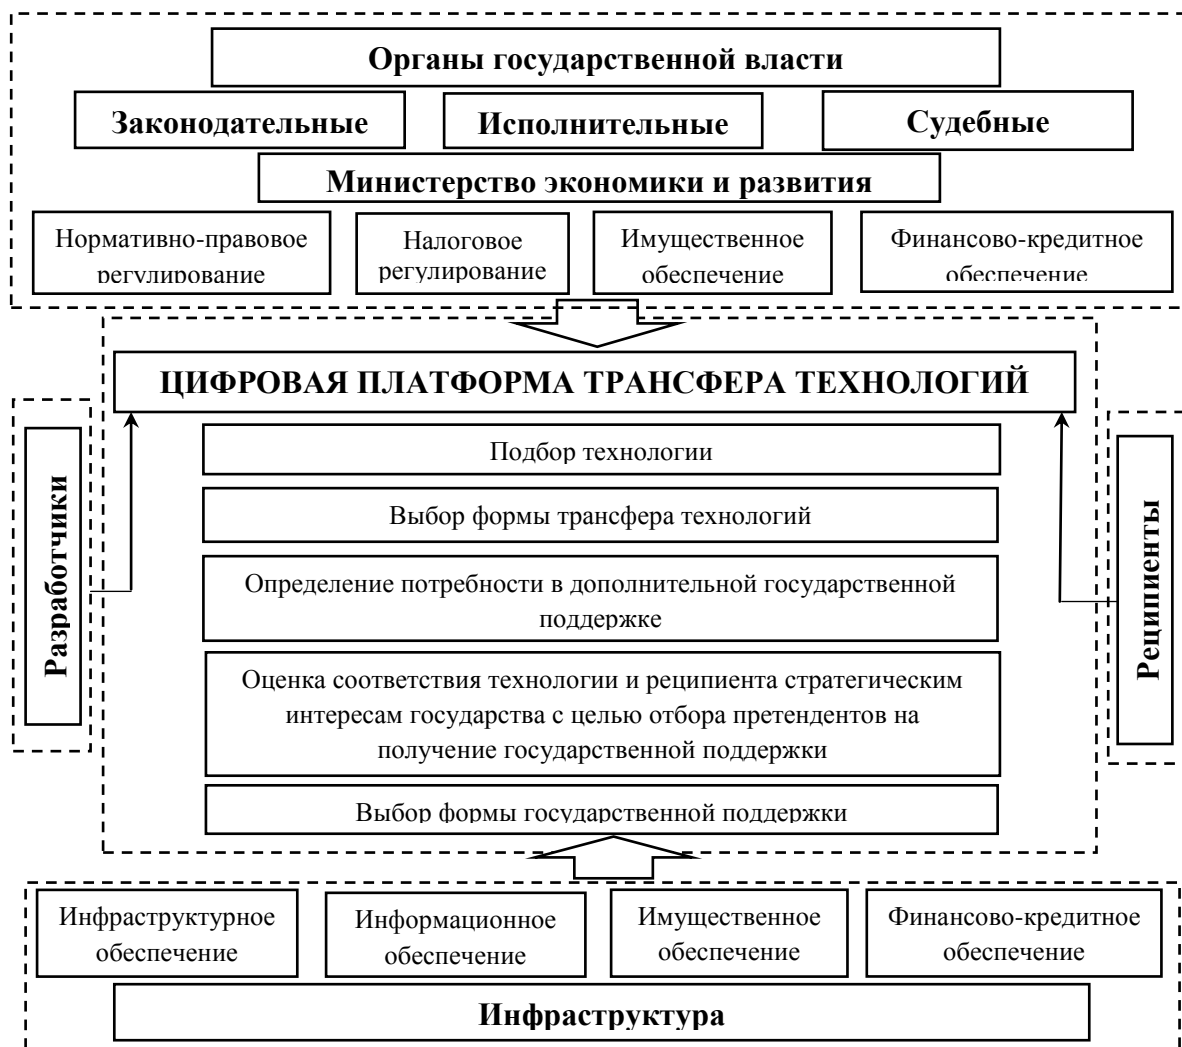 Органы государственной власти
Законодательные
Исполнительные
Судебные
Министерство экономики и развития
Нормативно-правовое
регулирование
Налоговое
регулирование
Имущественное
обеспечение
Финансово-кредитное
обеспечение
ЦИФРОВАЯ ПЛАТФОРМА ТРАНСФЕРА ТЕХНОЛОГИЙ
Разработчики
Подбор технологии
Выбор формы трансфера технологий
Определение потребности в дополнительной государственной
поддержке
Оценка соответствия технологии и реципиента стратегическим
интересам государства с целью отбора претендентов на
получение государственной поддержки
Выбор формы государственной поддержки
Реципиенты
Инфраструктурное
обеспечение
Информационное
обеспечение
Имущественное
обеспечение
Финансово-кредитное
обеспечение
Инфраструктура